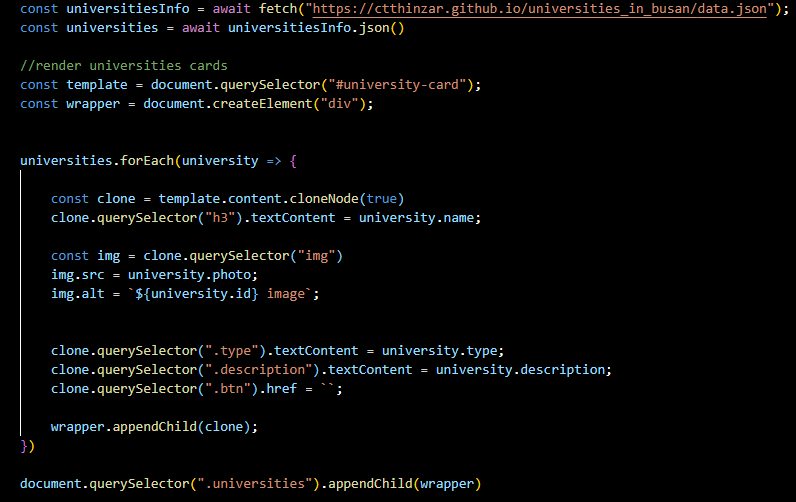 const universitiesInfo = await fetch("https://ctthinzar.github.io/universities_in_busan/data.json");
const universities = await universitiesInfo.json()
//render universities cards
const template = document.querySelector("#university-card");
const wrapper = document.createElement("div");
universities.forEach(university => {
const clone = template.content.cloneNode(true)
clone.querySelector("h3").textContent = university.name;
const img = clone.querySelector("img")
img.src = university.photo;
img.alt = `${university.id} image`;
clone.querySelector(".type").textContent = university.type;
clone.querySelector(".description").textContent = university.description;
clone.querySelector(".btn").href = ``;
wrapper.appendChild(clone);
})
document.querySelector(".universities").appendChild(wrapper)